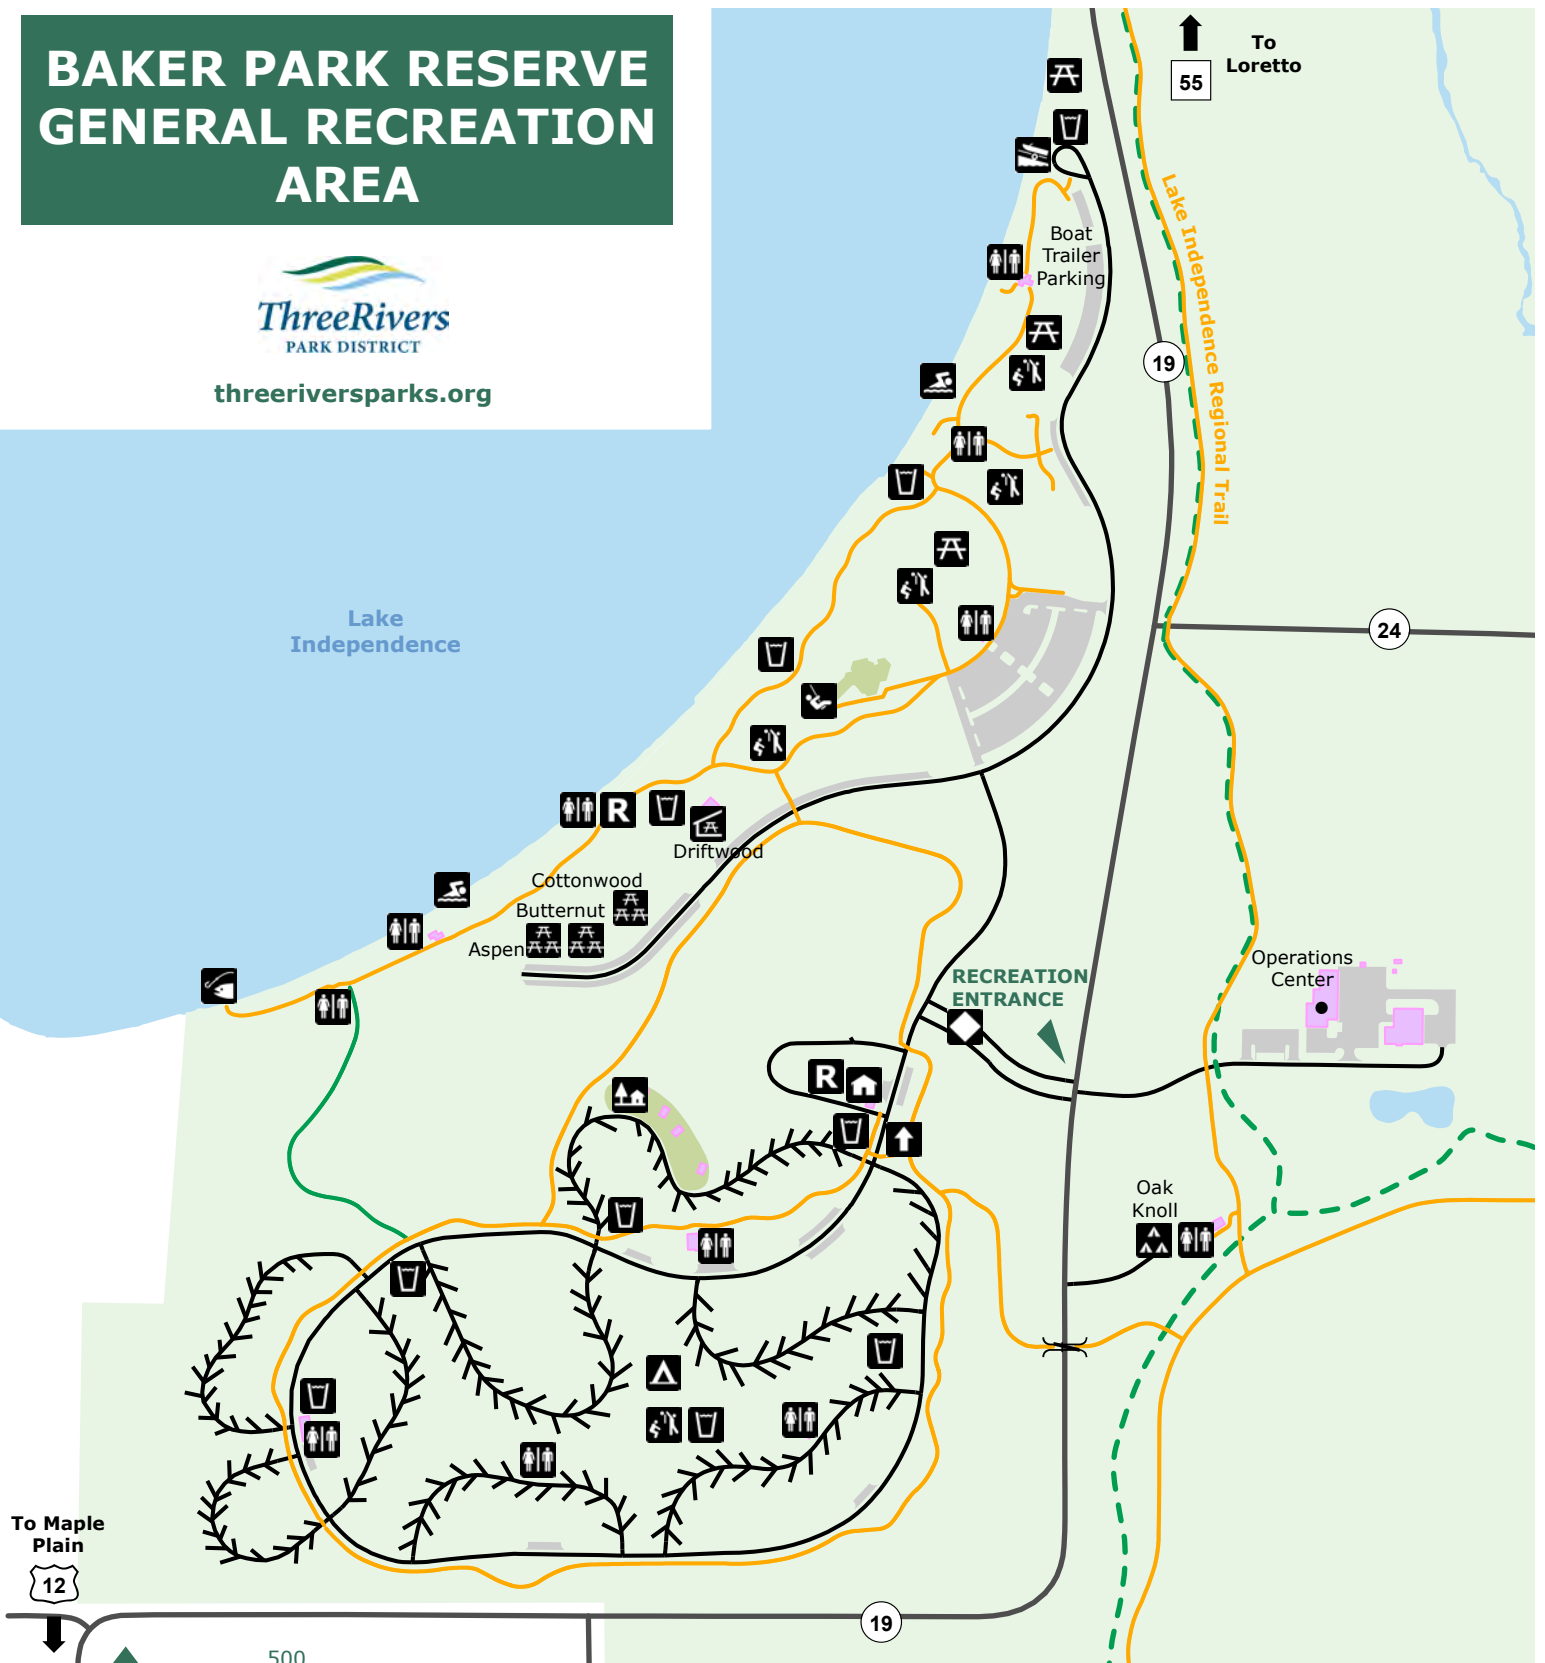 BAKER PARK RESERVE
GENERAL RECREATION
AREA
ThreeRivers
PARK DISTRICT
threeriversparks.org
To
Loretto
55
Lake Independence Regional Trail
Boat
Trailer
Parking
19
24
Lake
Independence
R
Driftwood
Cottonwood
Butternut
Aspen
RECREATION
ENTRANCE
Operations
Center
R
Oak
Knoll
To Maple
Plain
12
19
500